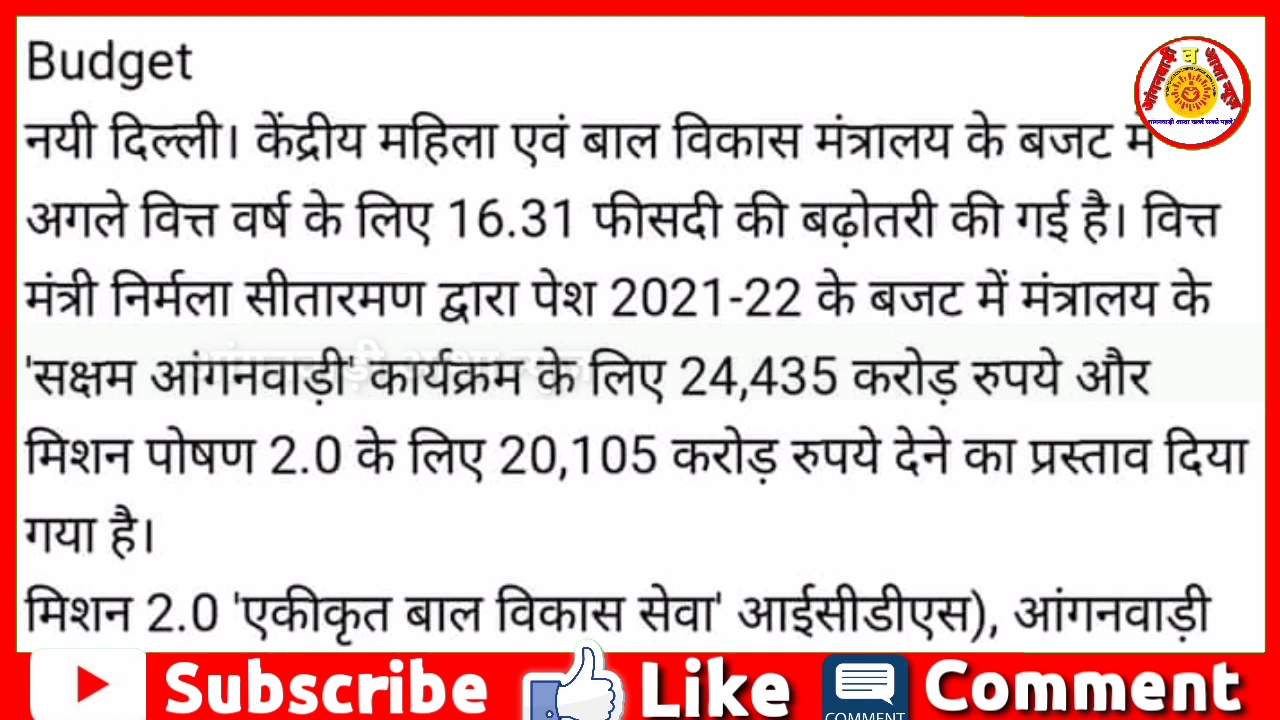 Budget
नयी दिल्ली। केंद्रीय महिला एवं बाल विकास मंत्रालय के बजट में
अगले वित्त वर्ष के लिए 16.31 फीसदी की बढ़ोतरी की गई है। वित्त
मंत्री निर्मला सीतारमण द्वारा पेश 2021-22 के बजट में मंत्रालय के
'सक्षम आंगनवाड़ी' कार्यक्रम के लिए 24,435 करोड़ रुपये और
मिशन पोषण 2.0 के लिए 20,105 करोड़ रुपये देने का प्रस्ताव दिया
गया है।
मिशन 2.0 'एकीकृत बाल विकास सेवा' आईसीडीएस), आंगनवाड़ी
आंगनवाड़ी व आशा न्यूज़
Subscribe Like Comment
COMMENT